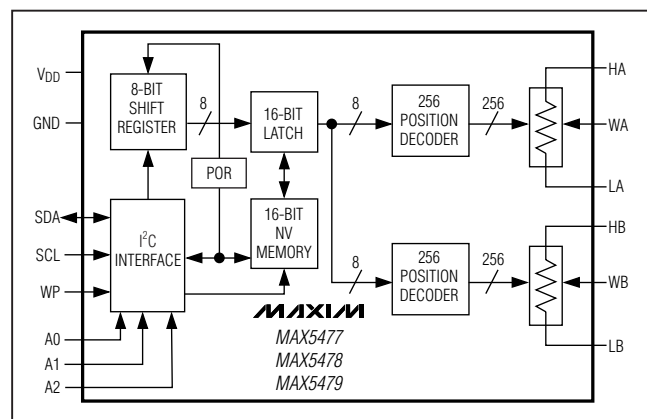 VDD
GND
SDA
SCL
WP
A0
A1
A2
8-BIT
SHIFT
REGISTER
8
POR
I²C
INTERFACE
16-BIT
LATCH
16-BIT
NV
MEMORY
8
256
POSITION
DECODER
256
HA
WA
LA
8
256
POSITION
DECODER
256
HB
WB
LB
MAXIM
MAX5477
MAX5478
MAX5479